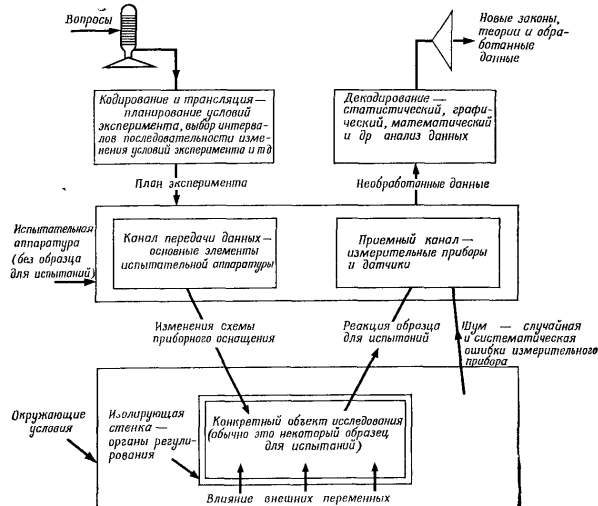 Вопросы
Новые законы,
теории и обра-
ботанные
данные
Кодирование и трансляция —
планирование условий
эксперимента, выбор интерва-
лов последовательности изме-
нения условий эксперимента и т д
Декодирование —
статистический, графи-
ческий, математический
и др анализ данных
План эксперимента
Необработанные данные
Испытательная
аппаратура
(без образца
для испытаний)
Канал передачи данных —
основные элементы
испытательной аппаратуры
Приемный канал —
измерительные приборы
и датчики
Изменения схемы
приборного оснащения
Реакция образца
для испытаний
Шум — случайная
и систематическая
ошибки измерительного
прибора
Окружающие
условия
Изолирующая
стенка —
органы регули-
рования
Конкретный объект исследования
(обычно это некоторый образец
для испытаний)
Влияние внешних переменных